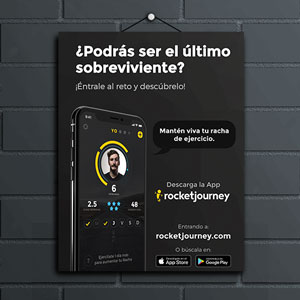 ¿Podrás ser el último
sobreviviente?
¡Éntrale al reto y descúbrelo!
Mantén viva tu racha
de ejercicio.
6
2.5
48
Descarga la App
rocketjourney
Entrando a:
rocketjourney.com
O búscala en
App Store
Google Play